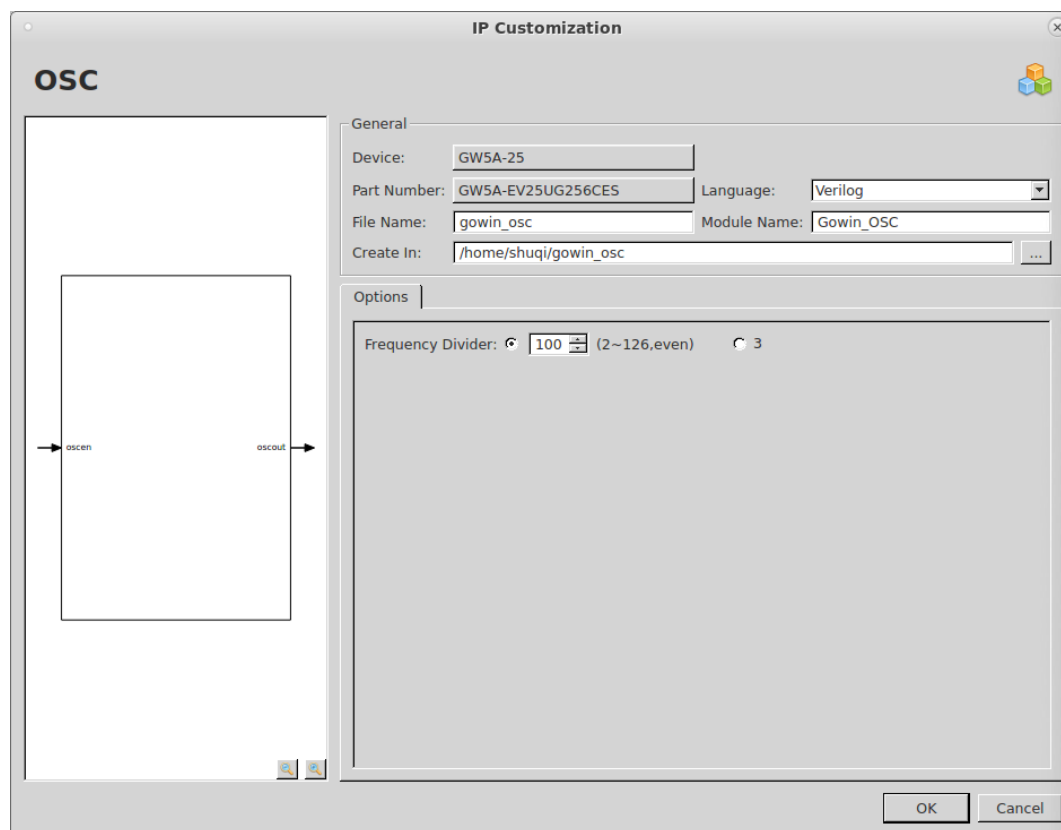 IP Customization
OSC
General
Device: GW5A-25
Part Number: GW5A-EV25UG256CES Language: Verilog
File Name: gowin_osc Module Name: Gowin_OSC
Create In: /home/shuqi/gowin_osc ...
Options
Frequency Divider: 100 (2~126,even) 3
oscen oscout
OK Cancel